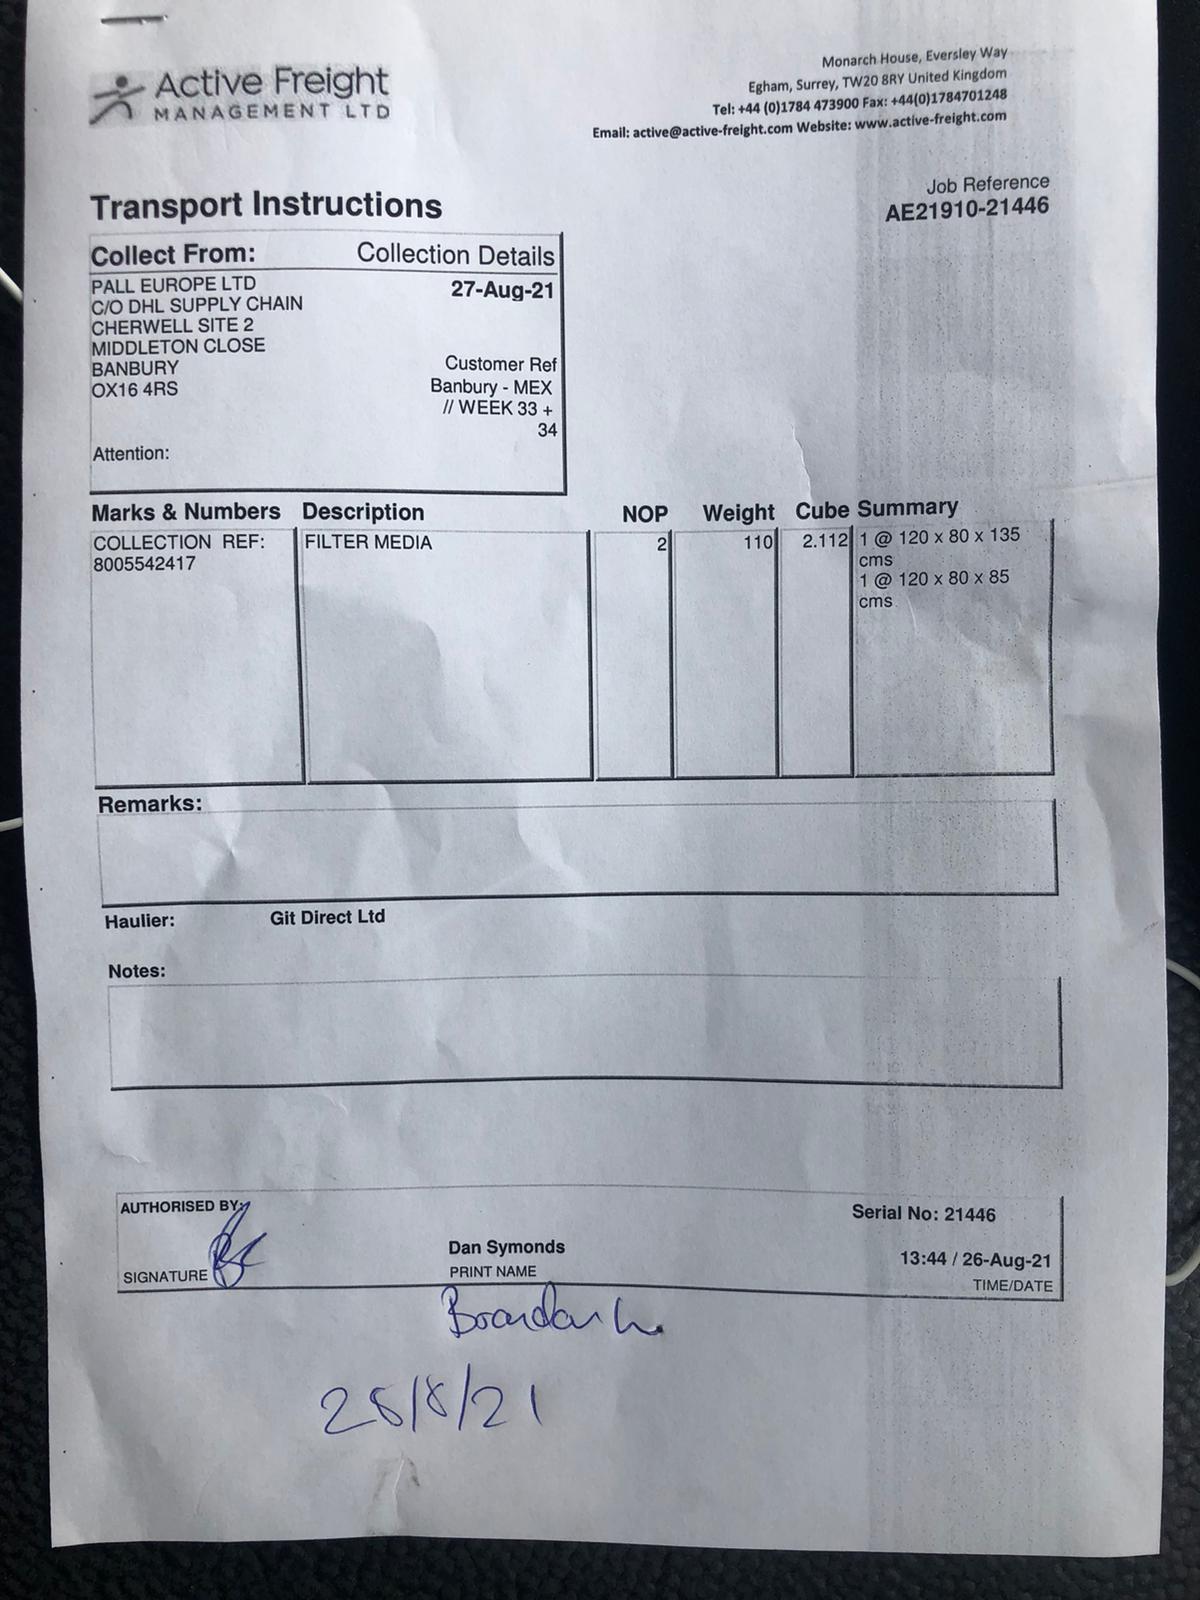 Active Freight
MANAGEMENT LTD
Monarch House, Eversley Way
Egham, Surrey, TW20 8RY United Kingdom
Tel: +44 (0)1784 473900 Fax: +44(0)1784701248
Email: active@active-freight.com Website: www.active-freight.com
Job Reference
AE21910-21446
Transport Instructions
Collect From: Collection Details
PALL EUROPE LTD
C/O DHL SUPPLY CHAIN
CHERWELL SITE 2
MIDDLETON CLOSE
BANBURY
OX16 4RS
Attention:
27-Aug-21
Customer Ref
Banbury - MEX
// WEEK 33 +
34
Marks & Numbers Description NOP Weight Cube Summary
COLLECTION REF: FILTER MEDIA 2 110 2.112 1 @ 120 x 80 x 135
8005542417 cms
1 @ 120 x 80 x 85
cms
Remarks:
Haulier: Git Direct Ltd
Notes:
AUTHORISED BY:
SIGNATURE
Dan Symonds
PRINT NAME
Serial No: 21446
13:44 / 26-Aug-21
TIME/DATE